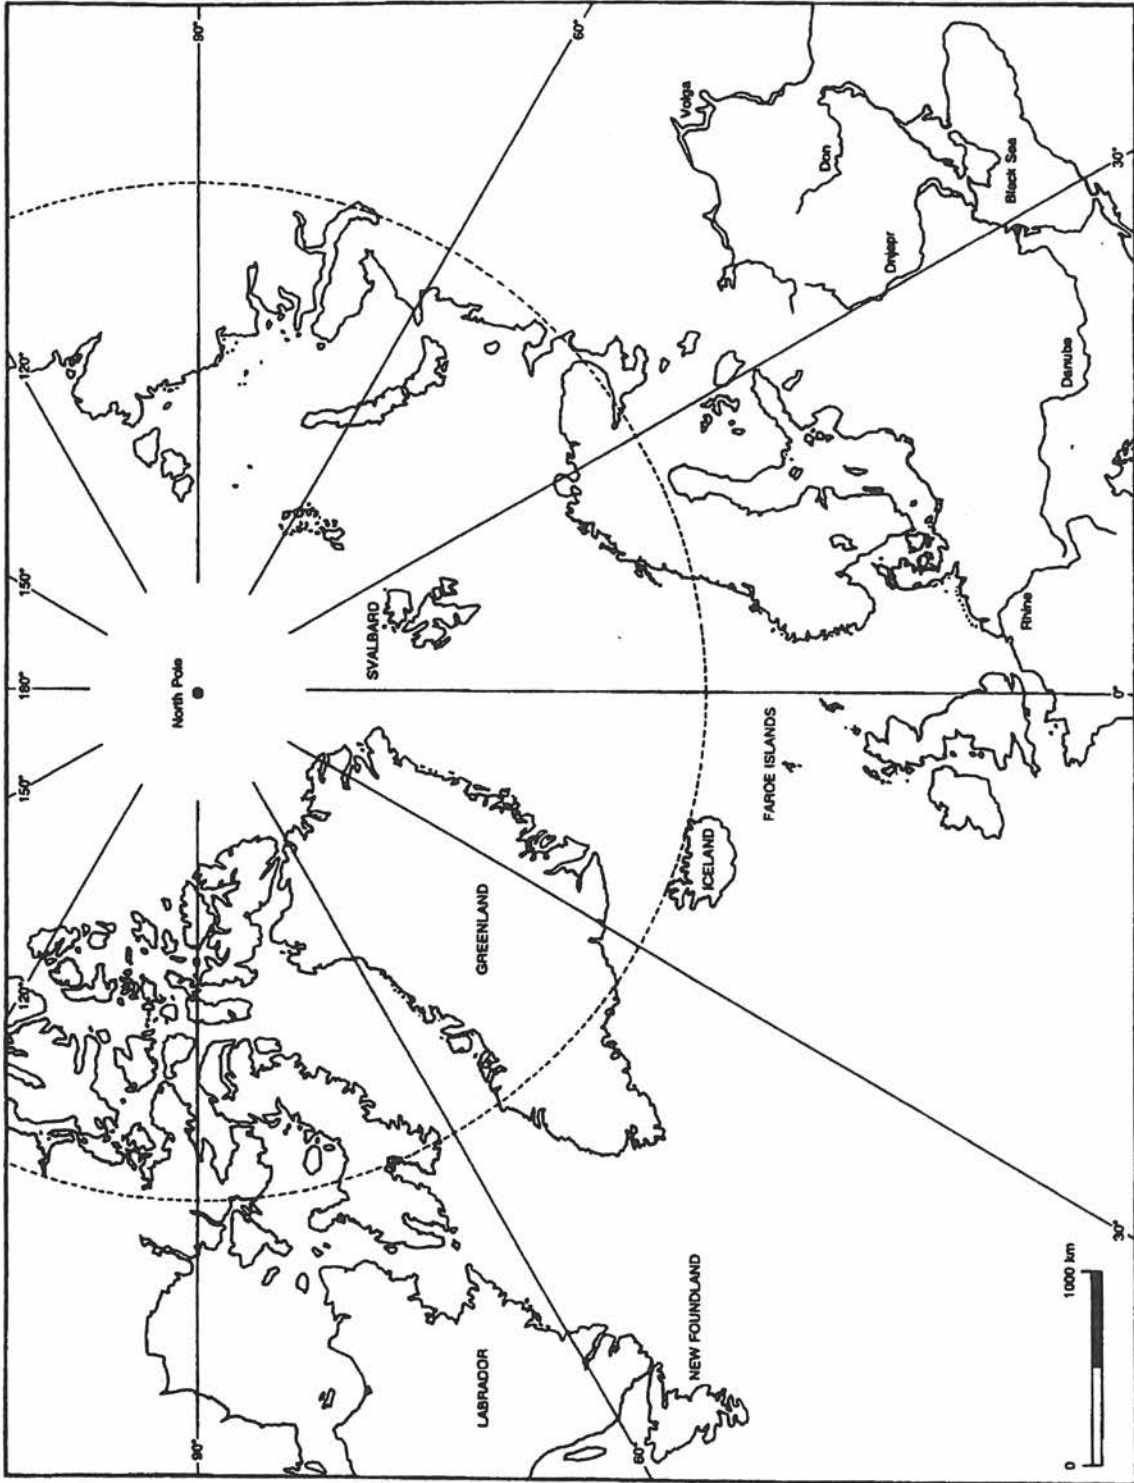 90°
60°
30°
0°
30°
60°
90°
120°
150°
180°
150°
120°
North Pole
SVALBARD
GREENLAND
ICELAND
FAROE ISLANDS
LABRADOR
NEW FOUNDLAND
Volga
Don
Dnjepr
Black Sea
Danube
Rhine
0
1000 km